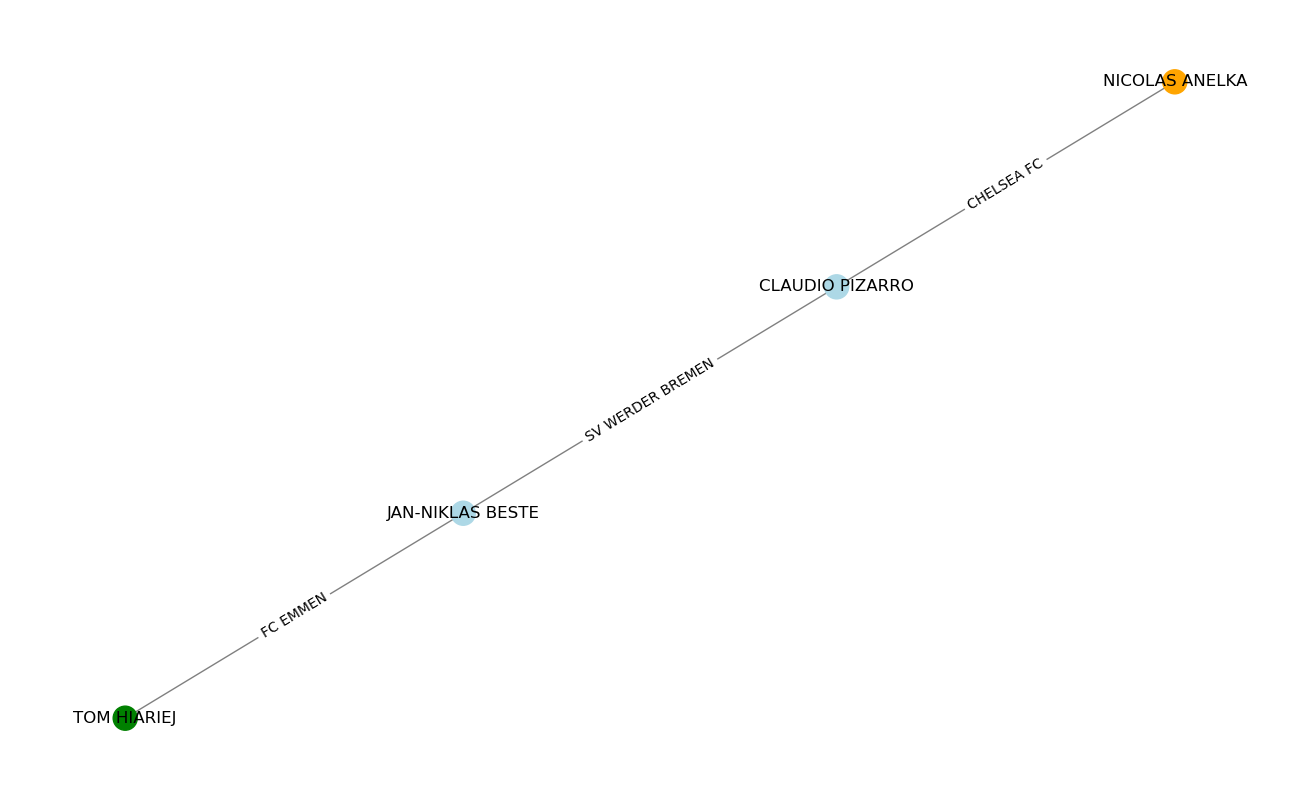 NICOLAS ANELKA
CHELSEA FC
CLAUDIO PIZARRO
SV WERDER BREMEN
JAN-NIKLAS BESTE
FC EMMEN
TOM HIARIEJ